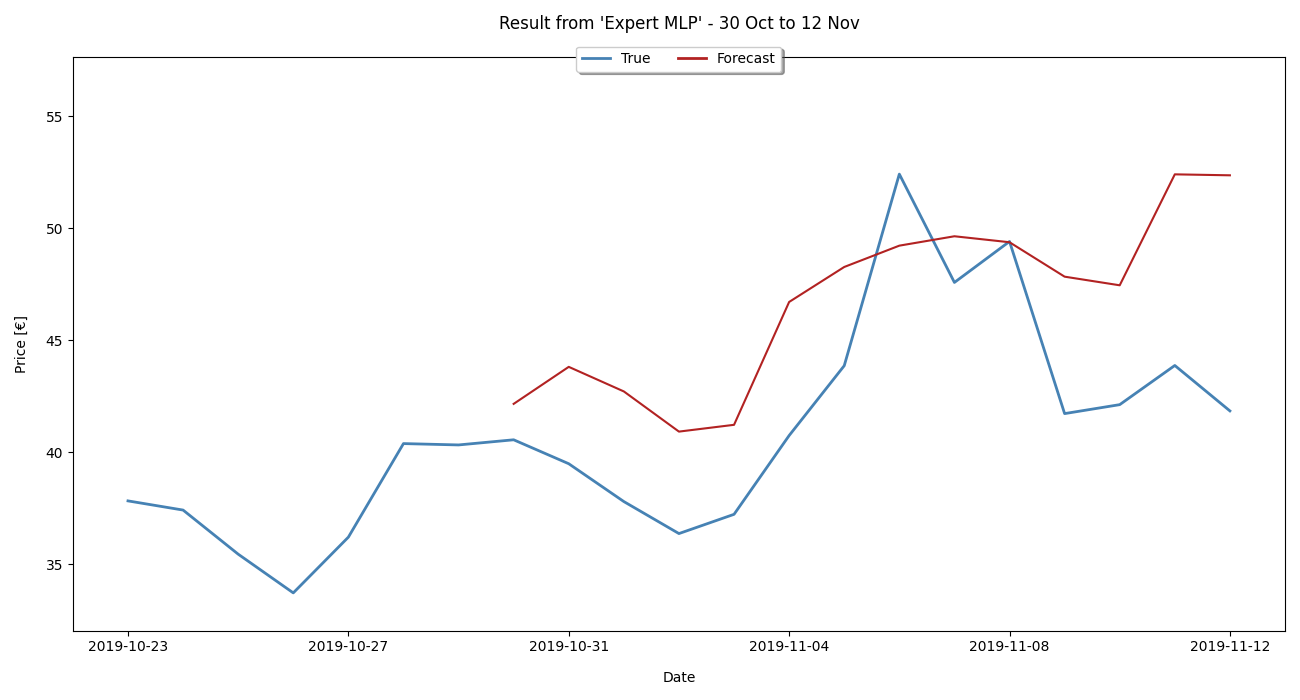 Result from 'Expert MLP' - 30 Oct to 12 Nov
True
Forecast
55
50
45
40
35
Price [€]
2019-10-23
2019-10-27
2019-10-31
2019-11-04
2019-11-08
2019-11-12
Date